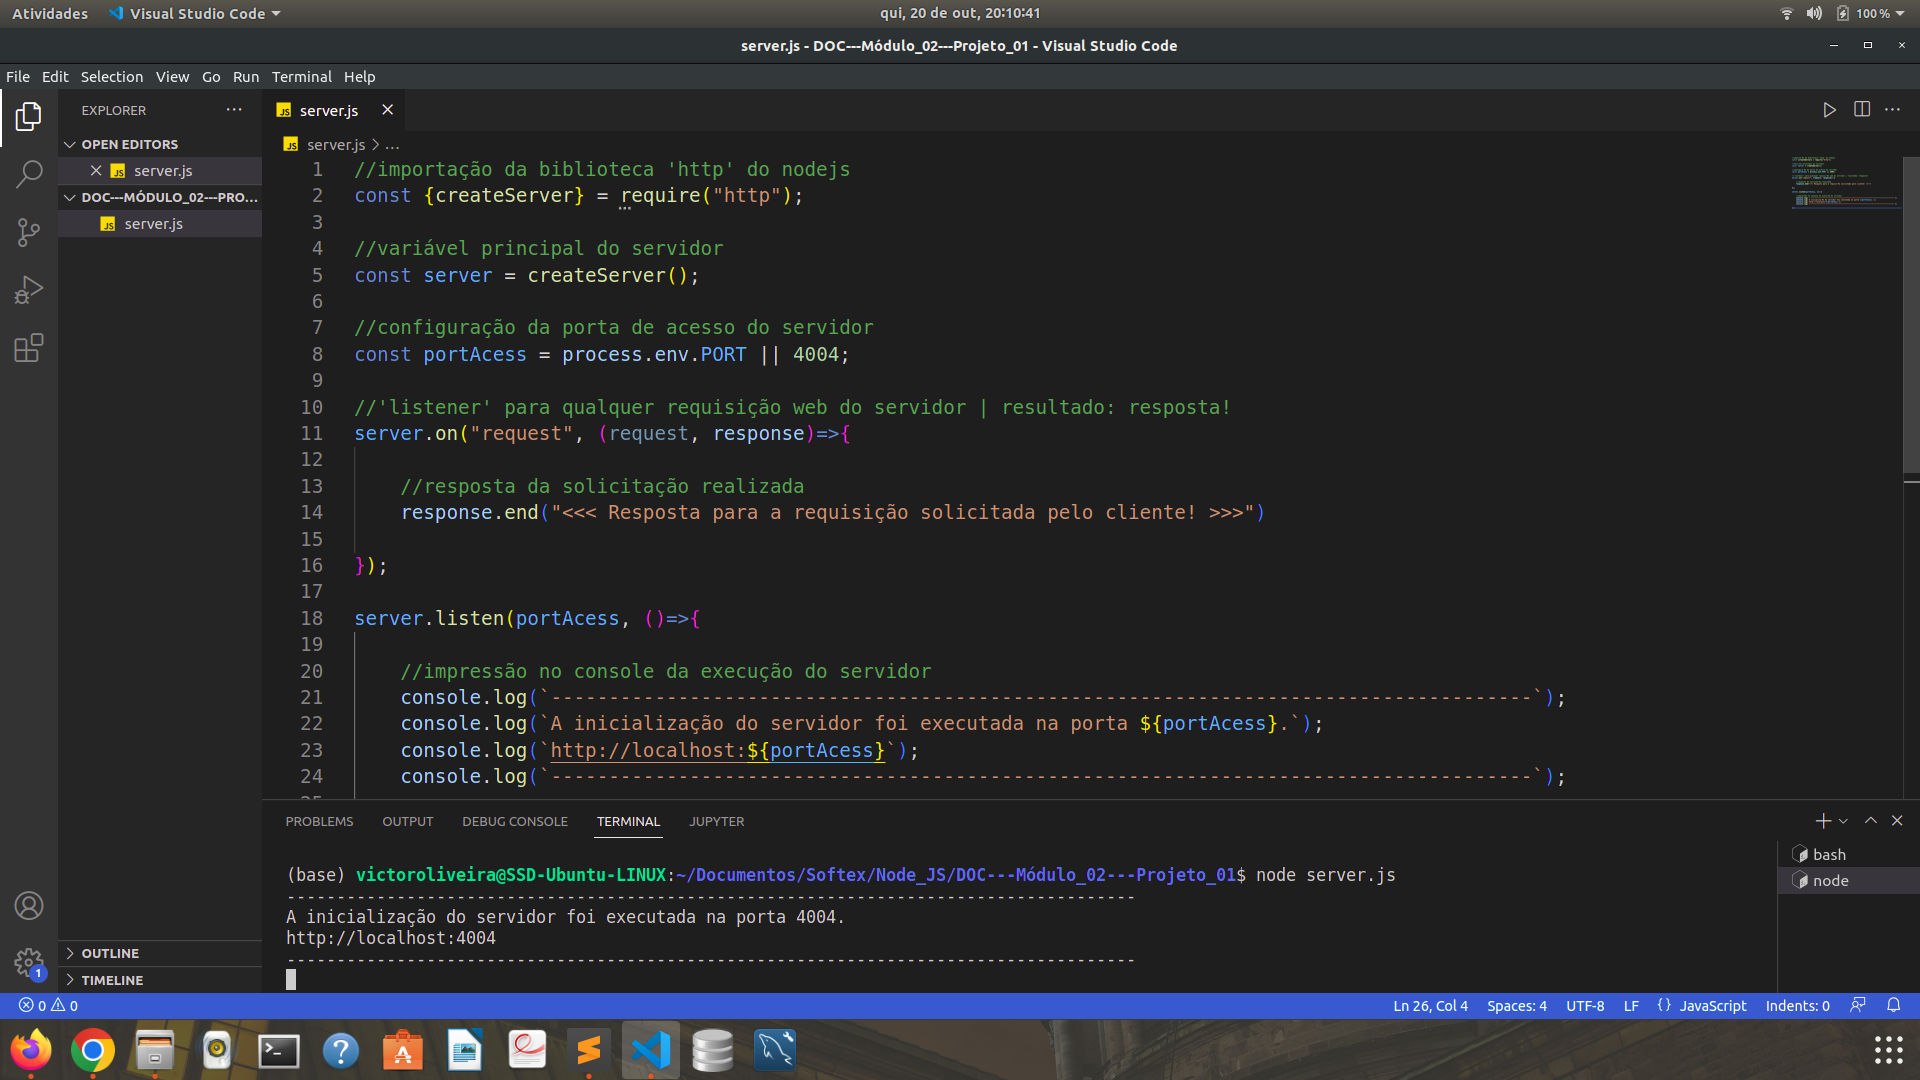 Atividades Visual Studio Code qui, 20 de out, 20:10:41 100 %
server.js - DOC---Módulo_02---Projeto_01 - Visual Studio Code
File Edit Selection View Go Run Terminal Help
EXPLORER
OPEN EDITORS
JS server.js
DOC---MÓDULO_02---PRO...
JS server.js
JS server.js
JS server.js > ...
1 //importação da biblioteca 'http' do nodejs
2 const {createServer} = require("http");
3
4 //variável principal do servidor
5 const server = createServer();
6
7 //configuração da porta de acesso do servidor
8 const portAcess = process.env.PORT || 4004;
9
10 //'listener' para qualquer requisição web do servidor | resultado: resposta!
11 server.on("request", (request, response)=>{
12
13 //resposta da solicitação realizada
14 response.end("<<< Resposta para a requisição solicitada pelo cliente! >>>")
15
16 });
17
18 server.listen(portAcess, ()=>{
19
20 //impressão no console da execução do servidor
21 console.log(`-------------------------------------------------------------------------------------`);
22 console.log(`A inicialização do servidor foi executada na porta ${portAcess}.`);
23 console.log(`http://localhost:${portAcess}`);
24 console.log(`-------------------------------------------------------------------------------------`);
PROBLEMS OUTPUT DEBUG CONSOLE TERMINAL JUPYTER
(base) victoroliveira@SSD-Ubuntu-LINUX:~/Documentos/Softex/Node_JS/DOC---Módulo_02---Projeto_01$ node server.js
-------------------------------------------------------------------------------------
A inicialização do servidor foi executada na porta 4004.
http://localhost:4004
-------------------------------------------------------------------------------------
bash
node
OUTLINE
TIMELINE
1
0 0 Ln 26, Col 4 Spaces: 4 UTF-8 LF {} JavaScript Indents: 0